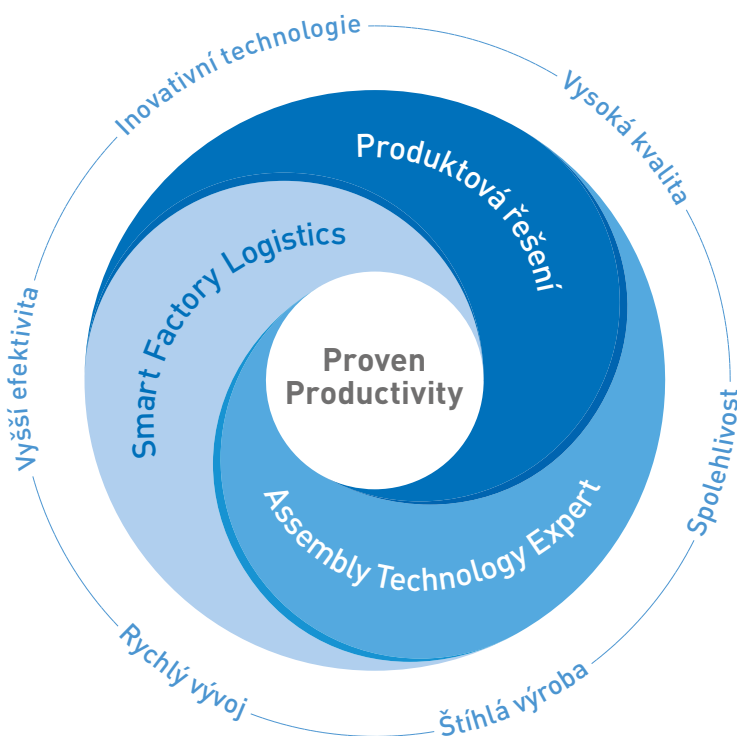 Inovativní technologie
Vysoká kvalita
Spolehlivost
Štíhlá výroba
Rychlý vývoj
Vyšší efektivita
Produktová řešení
Smart Factory Logistics
Assembly Technology Expert
Proven
Productivity